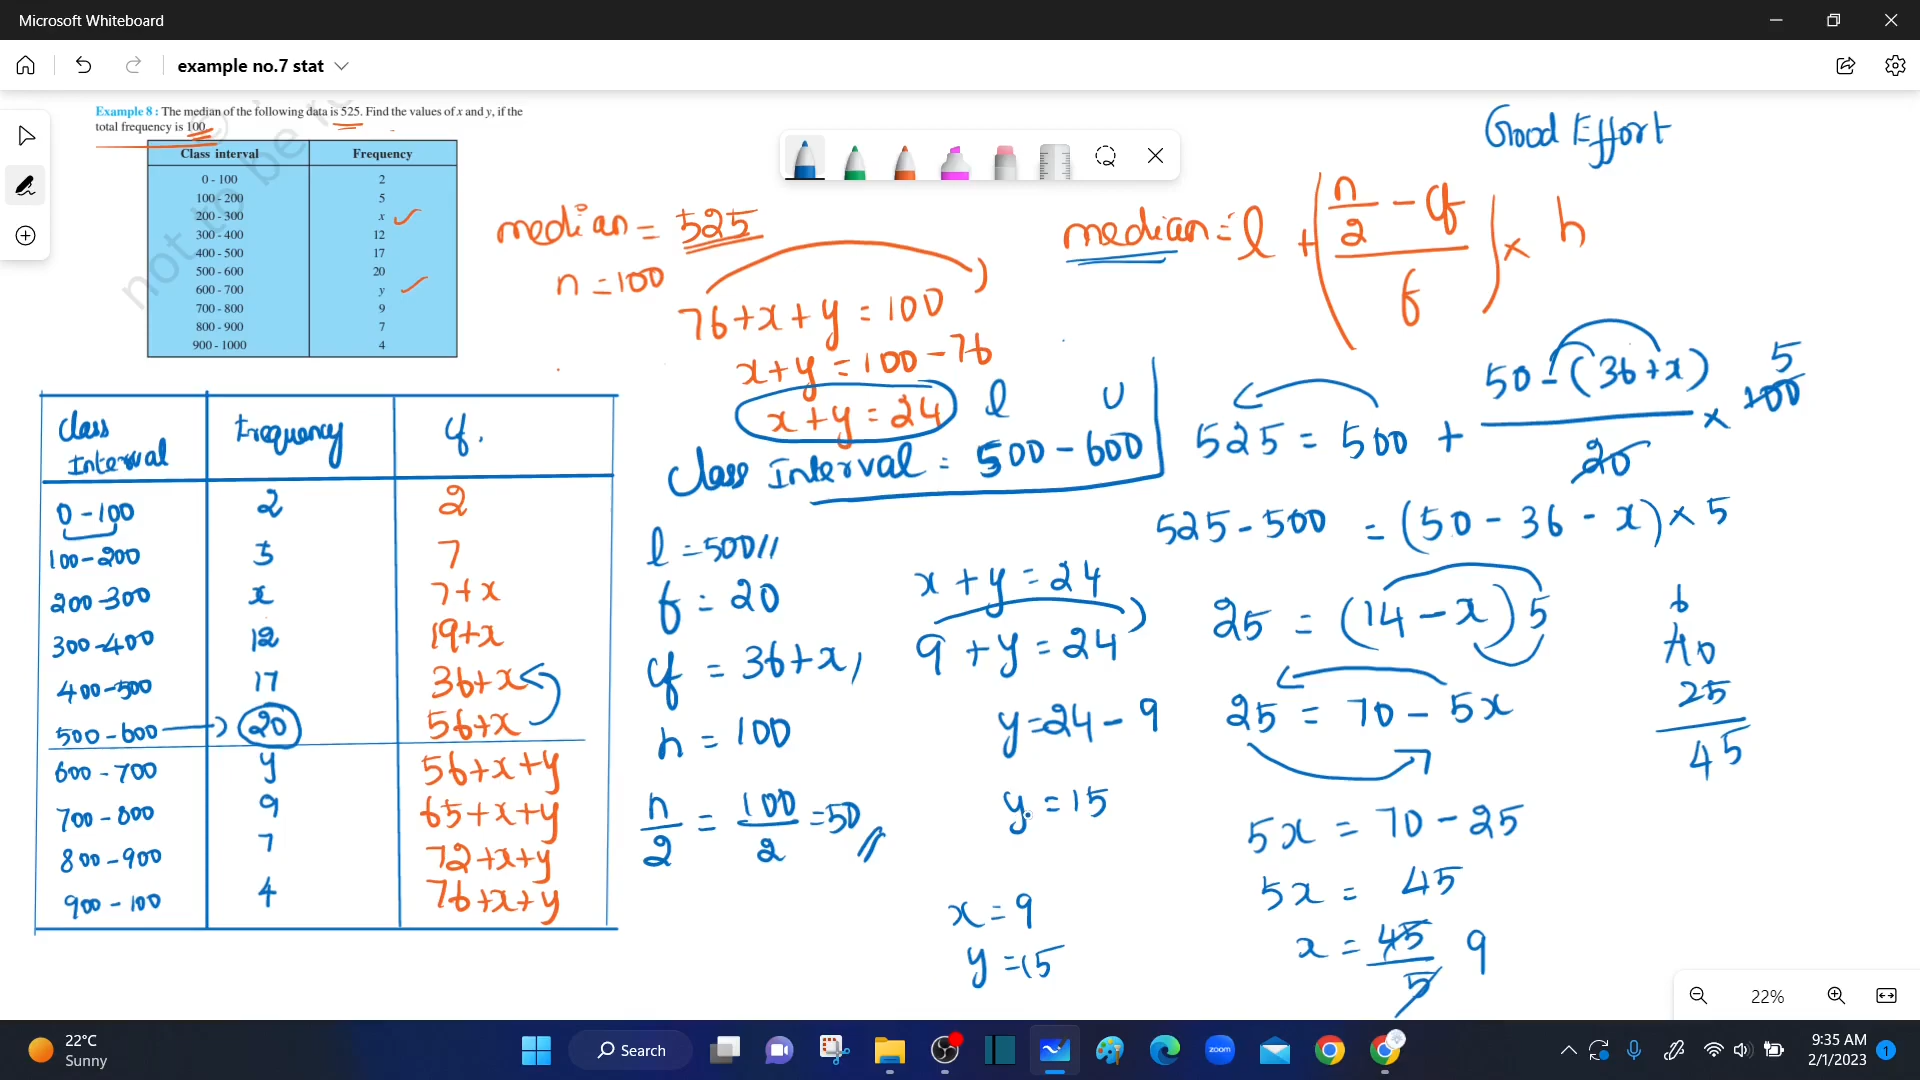 Microsoft Whiteboard
example no.7 stat
Example 8 : The median of the following data is 525. Find the values of x and y, if the
total frequency is 100.
Class interval Frequency
0 - 100 2
100 - 200 5
200 - 300 x
300 - 400 12
400 - 500 17
500 - 600 20
600 - 700 y
700 - 800 9
800 - 900 7
900 - 1000 4
not to be re
Good Effort
median = 525
n = 100
76+x+y = 100
x+y = 100-76
x+y = 24
median = l + (n/2 - cf / f) × h
l U
Class Interval = 500 - 600
Class Interval Frequency cf.
0-100 2 2
100-200 5 7
200-300 x 7+x
300-400 12 19+x
400-500 17 36+x
500-600 → 20 56+x
600-700 y 56+x+y
700-800 9 65+x+y
800-900 7 72+x+y
900-100 4 76+x+y
l = 500//
f = 20
cf = 36+x,
h = 100
n/2 = 100/2 = 50//
x+y = 24
9+y = 24
y = 24-9
y = 15
x = 9
y = 15
525 = 500 + 50-(36+x) / 20 × 100 5
525-500 = (50-36-x)×5
25 = (14-x)5
25 = 70-5x
5x = 70-25
5x = 45
x = 45/5 9
6
70
25
45
22%
22°C
Sunny
Search
zoom
9:35 AM
2/1/2023
1